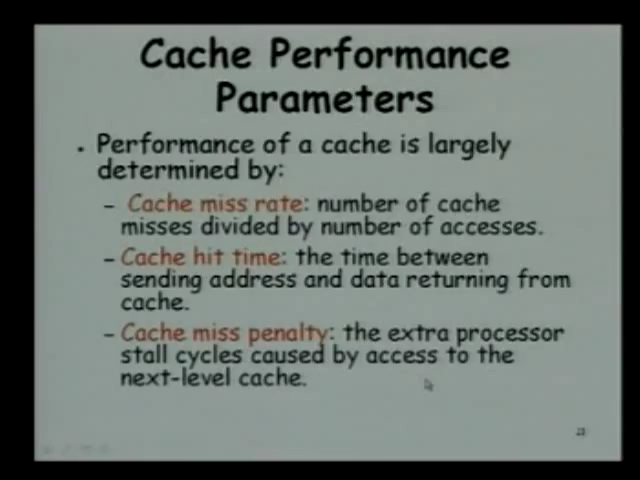 Cache Performance
Parameters
• Performance of a cache is largely
determined by:
– Cache miss rate: number of cache
misses divided by number of accesses.
– Cache hit time: the time between
sending address and data returning from
cache.
– Cache miss penalty: the extra processor
stall cycles caused by access to the
next-level cache.